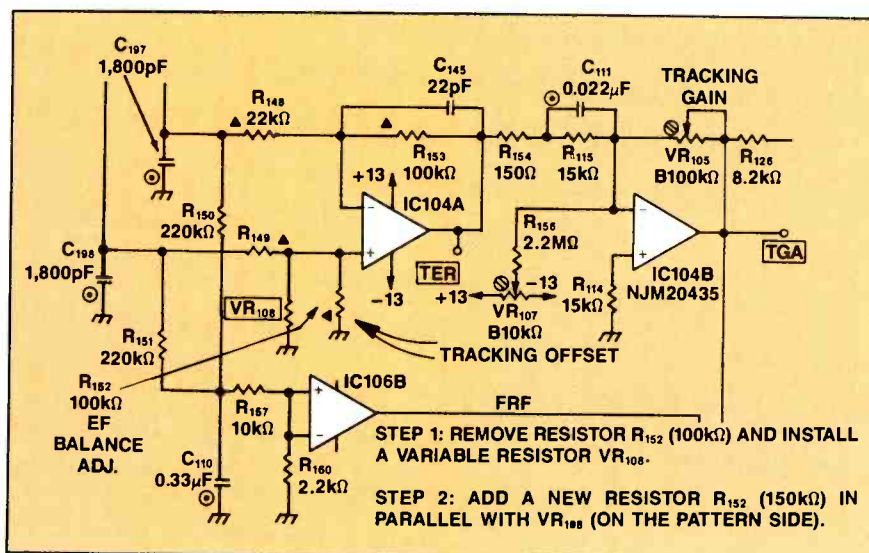 C197
1,800pF
C145
22pF
C111
0.022µF
TRACKING
GAIN
R148
22kΩ
R153
100kΩ
R154
150Ω
R115
15kΩ
VR105
B100kΩ
R126
8.2kΩ
+13
IC104A
R150
220kΩ
R149
R156
2.2MΩ
C198
1,800pF
TER
-13
IC104B
NJM20435
TGA
VR108
+13
-13
R114
15kΩ
VR107
B10kΩ
R151
220kΩ
TRACKING OFFSET
R152
100kΩ
EF
BALANCE
ADJ.
IC106B
R157
10kΩ
FRF
C110
0.33µF
R160
2.2kΩ
STEP 1: REMOVE RESISTOR R152 (100kΩ) AND INSTALL
A VARIABLE RESISTOR VR108.
STEP 2: ADD A NEW RESISTOR R152 (150kΩ) IN
PARALLEL WITH VR108 (ON THE PATTERN SIDE).